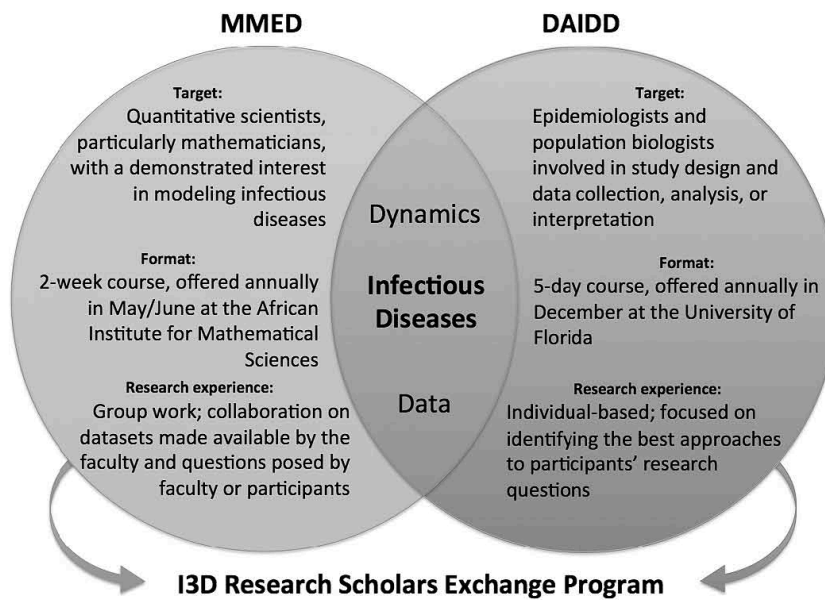 MMED
DAIDD
Target:
Quantitative scientists,
particularly mathematicians,
with a demonstrated interest
in modeling infectious
diseases
Format:
2-week course, offered annually
in May/June at the African
Institute for Mathematical
Sciences
Research experience:
Group work; collaboration on
datasets made available by the
faculty and questions posed by
faculty or participants
Dynamics
Infectious
Diseases
Data
Target:
Epidemiologists and
population biologists
involved in study design and
data collection, analysis, or
interpretation
Format:
5-day course, offered annually in
December at the University of
Florida
Research experience:
Individual-based; focused on
identifying the best approaches
to participants' research
questions
I3D Research Scholars Exchange Program